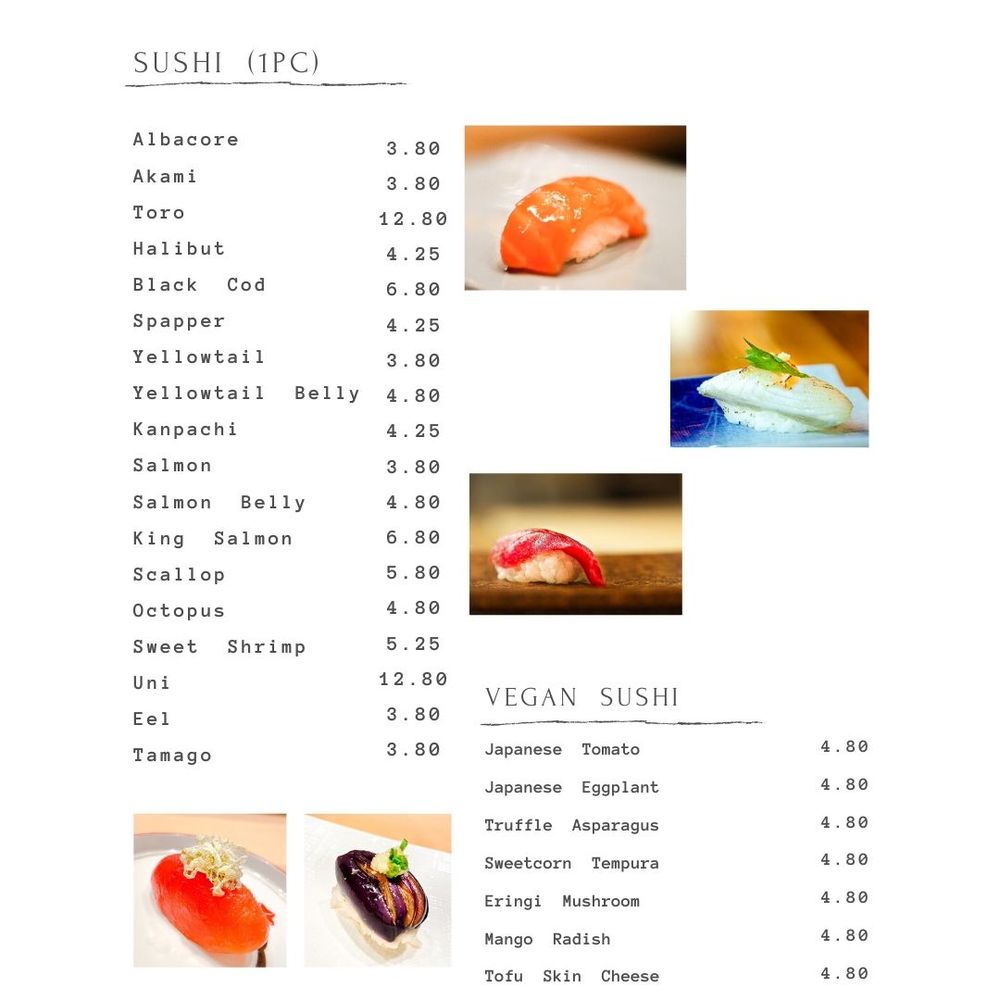 SUSHI (1PC)
Albacore 3.80
Akami 3.80
Toro 12.80
Halibut 4.25
Black Cod 6.80
Spapper 4.25
Yellowtail 3.80
Yellowtail Belly 4.80
Kanpachi 4.25
Salmon 3.80
Salmon Belly 4.80
King Salmon 6.80
Scallop 5.80
Octopus 4.80
Sweet Shrimp 5.25
Uni 12.80
Eel 3.80
Tamago 3.80
VEGAN SUSHI
Japanese Tomato 4.80
Japanese Eggplant 4.80
Truffle Asparagus 4.80
Sweetcorn Tempura 4.80
Eringi Mushroom 4.80
Mango Radish 4.80
Tofu Skin Cheese 4.80